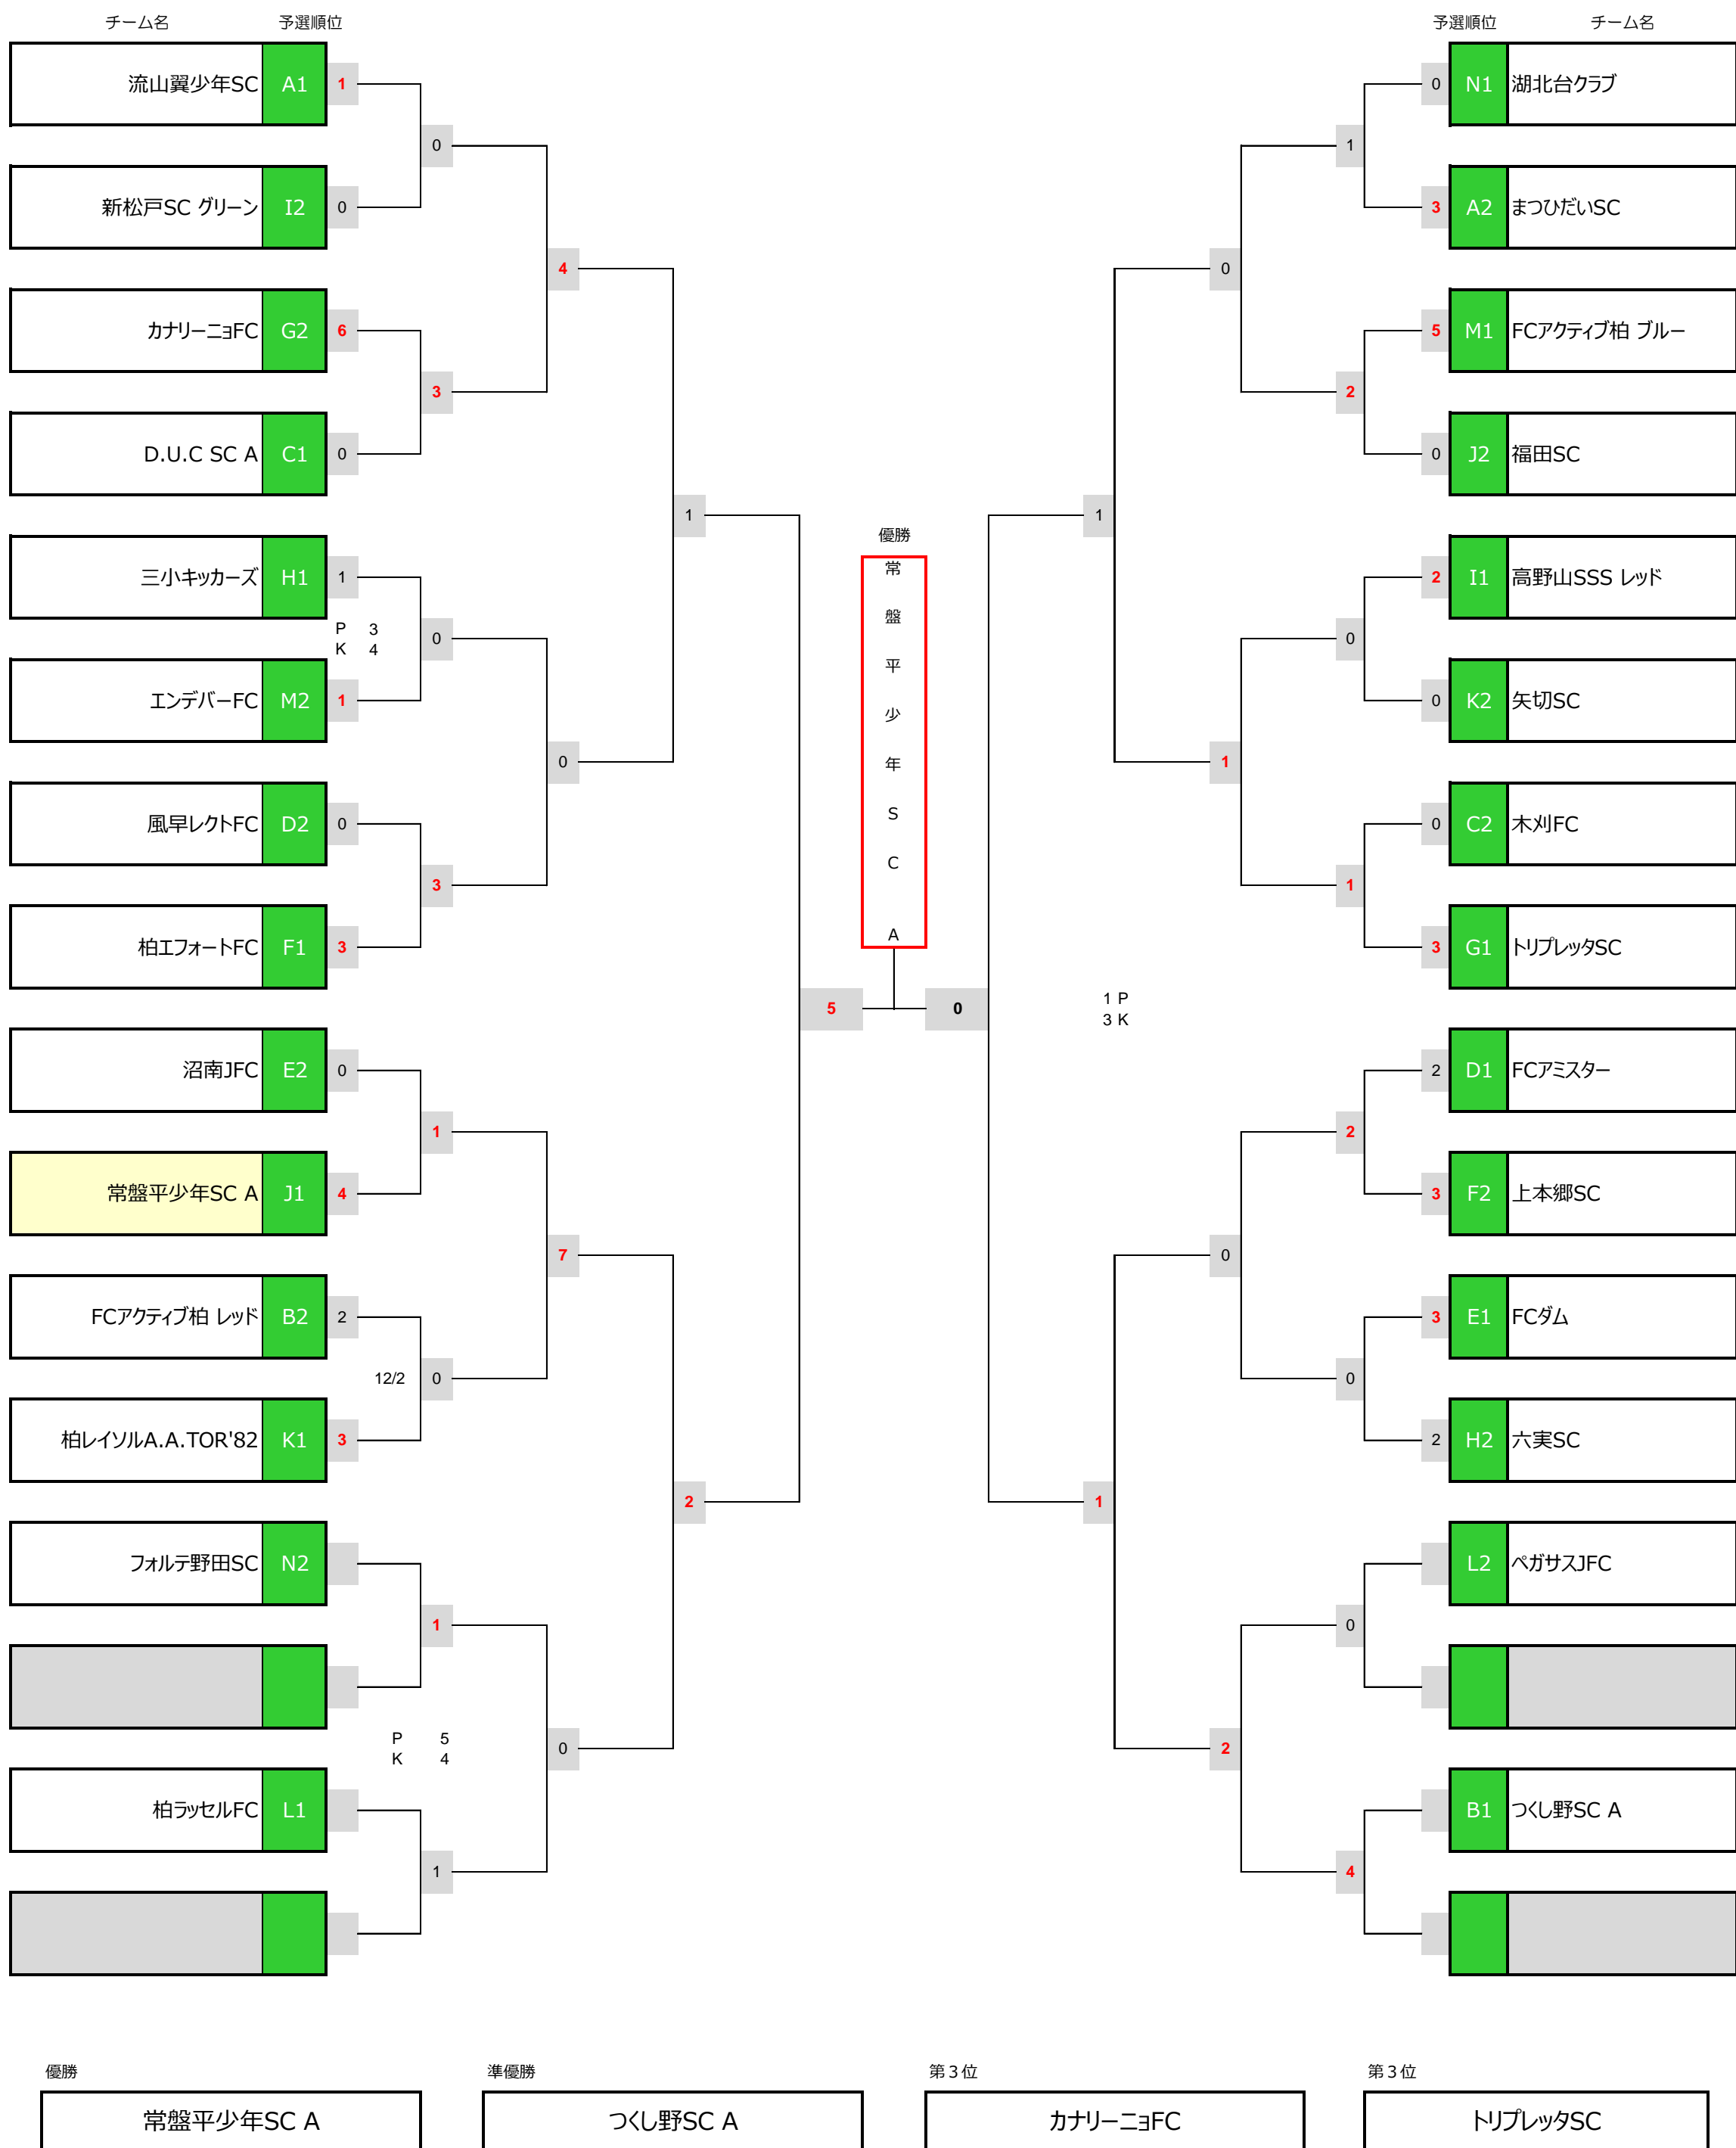 チーム名 予選順位
流山翼少年SC A1 1
0
新松戸SC グリーン I2 0
4
カナリーニョFC G2 6
3
D.U.C SC A C1 0
1
三小キッカーズ H1 1
P 3
K 4
0
エンデバーFC M2 1
0
風早レクトFC D2 0
3
柏エフォートFC F1 3
5
沼南JFC E2 0
1
常盤平少年SC A J1 4
7
FCアクティブ柏 レッド B2 2
12/2 0
柏レイソルA.A.TOR'82 K1 3
2
フォルテ野田SC N2
1
P 5
K 4
0
柏ラッセルFC L1
1
優勝
常
盤
平
少
年
S
C
A
予選順位 チーム名
0 N1 湖北台クラブ
1
3 A2 まつひだいSC
0
5 M1 FCアクティブ柏 ブルー
2
0 J2 福田SC
1
2 I1 高野山SSS レッド
0
0 K2 矢切SC
1
0 C2 木刈FC
1
3 G1 トリプレッタSC
0
1 P
3 K
2 D1 FCアミスター
2
3 F2 上本郷SC
0
3 E1 FCダム
0
2 H2 六実SC
1
L2 ペガサスJFC
0
2
B1 つくし野SC A
4
優勝 準優勝 第３位 第３位
常盤平少年SC A つくし野SC A カナリーニョFC トリプレッタSC